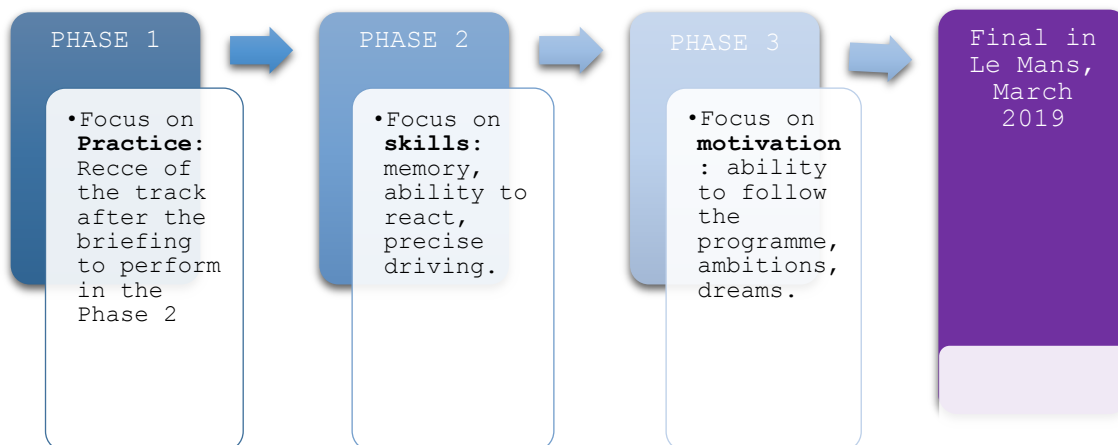 PHASE 1
•Focus on
Practice:
Recce of
the track
after the
briefing
to perform
in the
Phase 2
PHASE 2
•Focus on
skills:
memory,
ability to
react,
precise
driving.
PHASE 3
•Focus on
motivation
: ability
to follow
the
programme,
ambitions,
dreams.
Final in
Le Mans,
March
2019